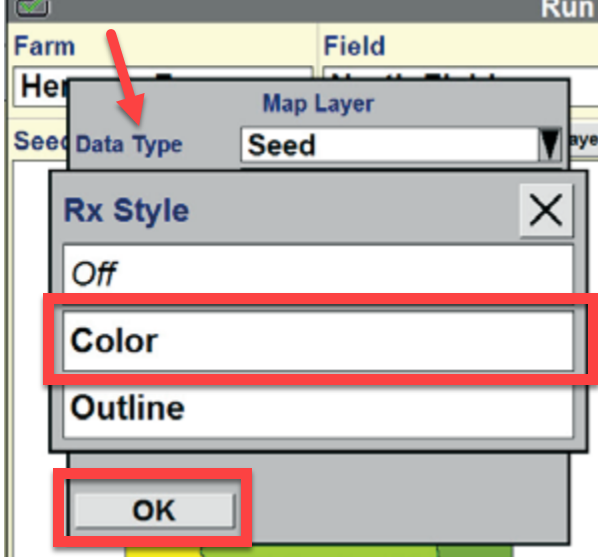 Run
Farm
Field
Map Layer
Seed
Data Type
Seed
Rx Style
Off
Color
Outline
OK